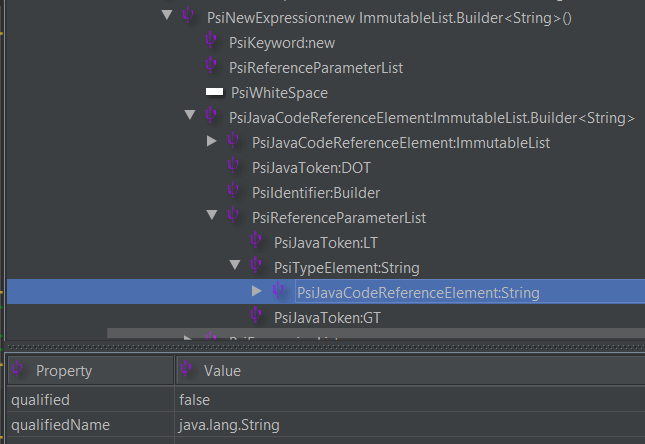 PsiNewExpression:new ImmutableList.Builder<String>()
PsiKeyword:new
PsiReferenceParameterList
PsiWhiteSpace
PsiJavaCodeReferenceElement:ImmutableList.Builder<String>
PsiJavaCodeReferenceElement:ImmutableList
PsiJavaToken:DOT
PsiIdentifier:Builder
PsiReferenceParameterList
PsiJavaToken:LT
PsiTypeElement:String
PsiJavaCodeReferenceElement:String
PsiJavaToken:GT
Property Value
qualified false
qualifiedName java.lang.String